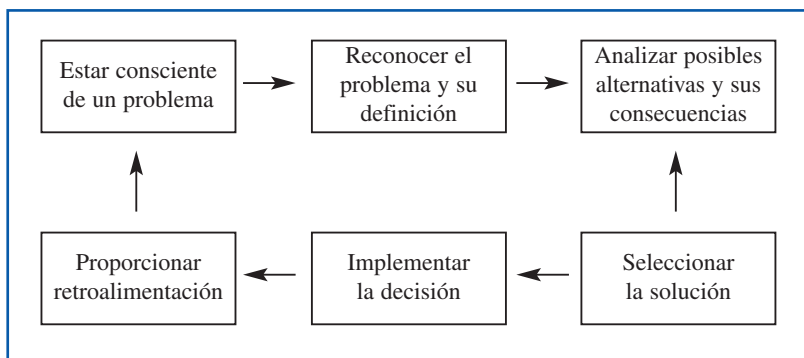 Estar consciente
de un problema
Reconocer el
problema y su
definición
Analizar posibles
alternativas y sus
consecuencias
Proporcionar
retroalimentación
Implementar
la decisión
Seleccionar
la solución